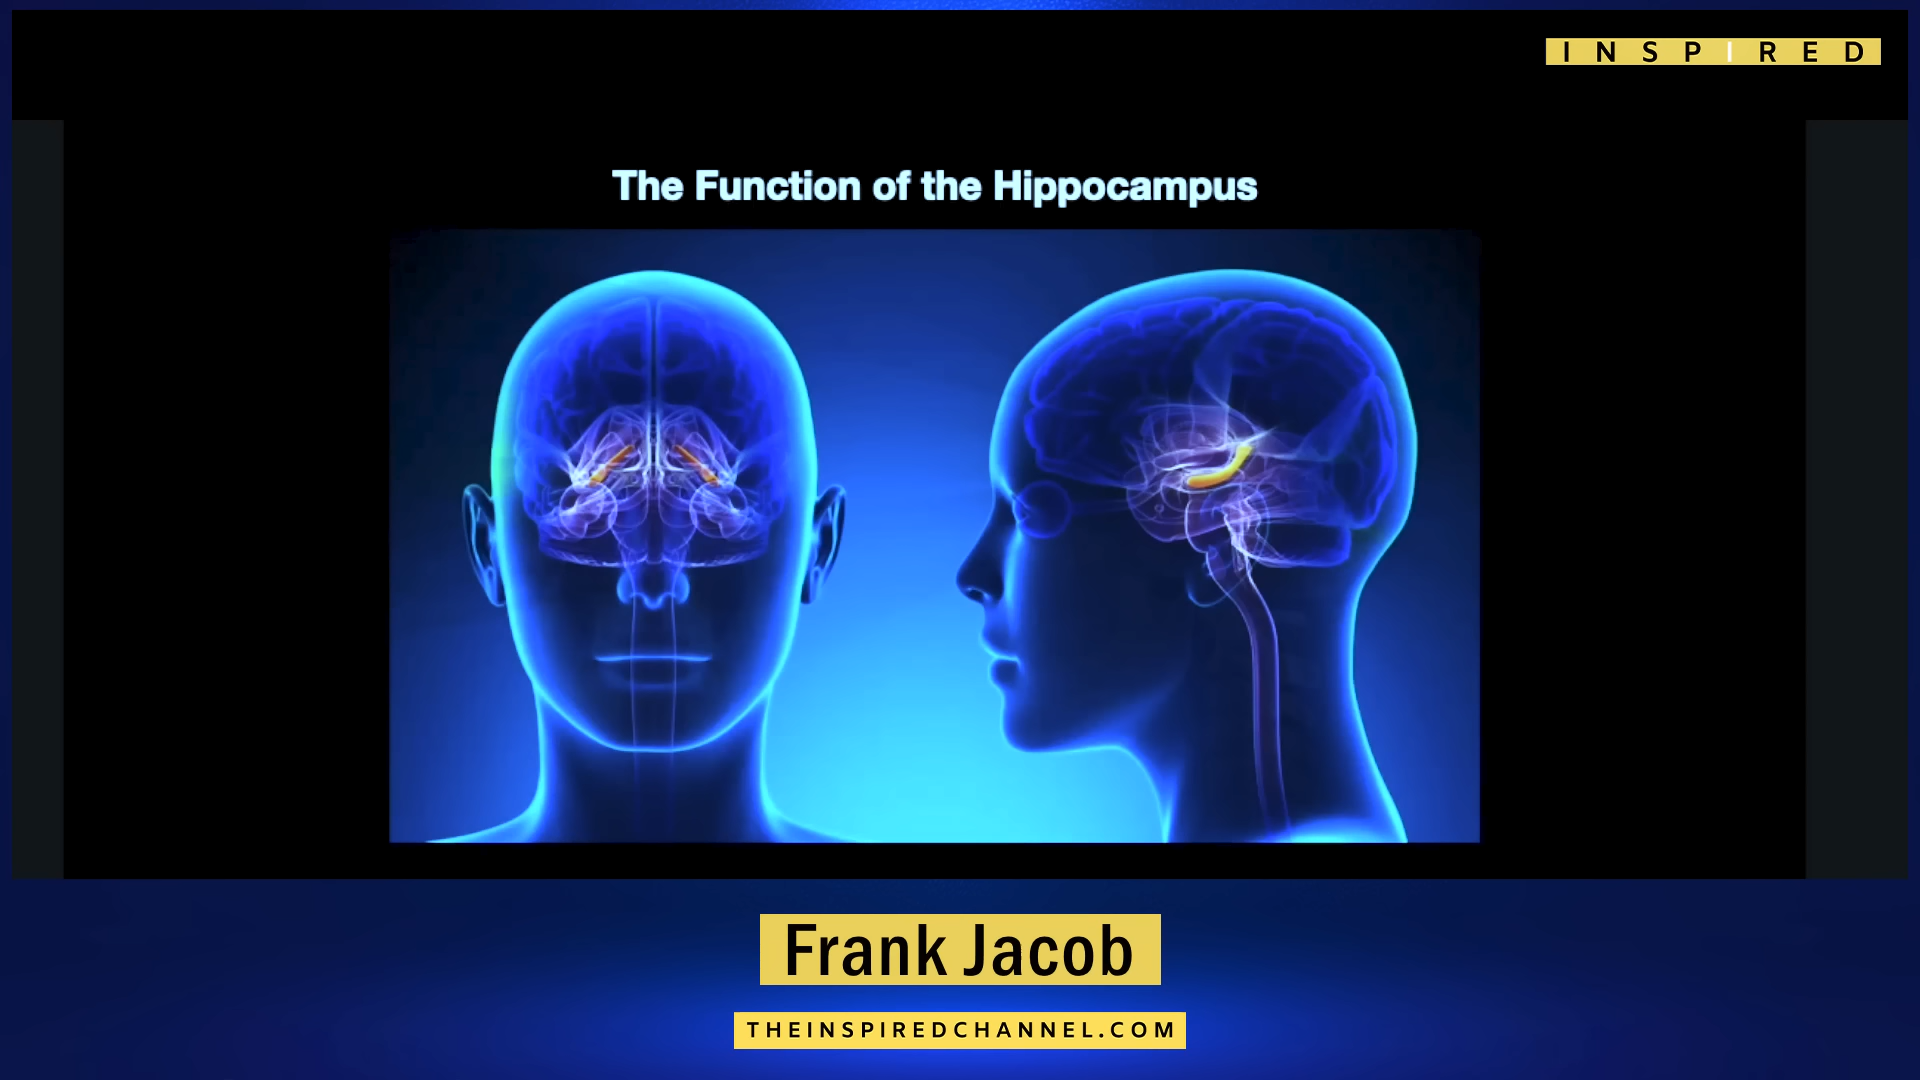 INSPIRED
The Function of the Hippocampus
Frank Jacob
THEINSPIREDCHANNEL.COM